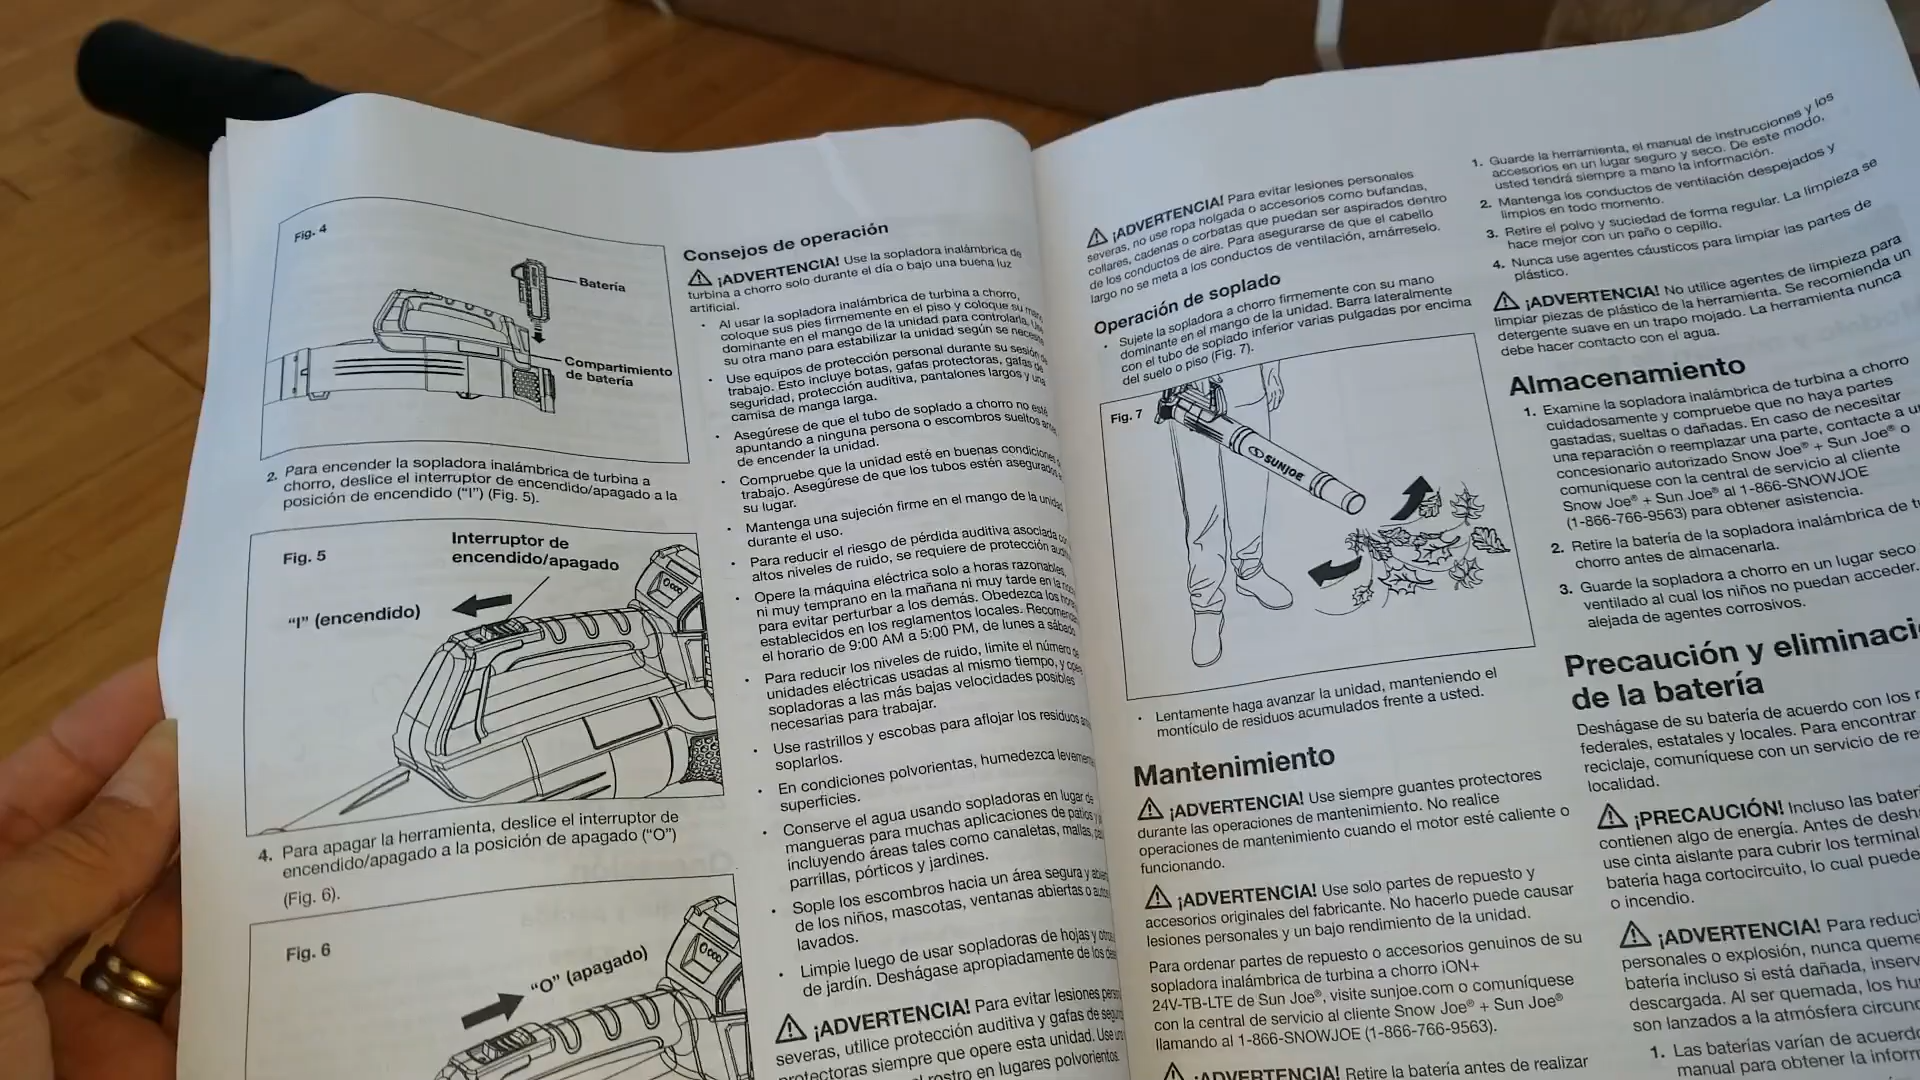 Fig. 4
Batería
Compartimiento
de batería
2. Para encender la sopladora inalámbrica de turbina a
chorro, deslice el interruptor de encendido/apagado a la
posición de encendido (“I”) (Fig. 5).
Fig. 5
Interruptor de
encendido/apagado
“I” (encendido)
4. Para apagar la herramienta, deslice el interruptor de
encendido/apagado a la posición de apagado (“O”)
(Fig. 6).
Fig. 6
“O” (apagado)
Consejos de operación
¡ADVERTENCIA! Use la sopladora inalámbrica de
turbina a chorro solo durante el día o bajo una buena luz
artificial.
• Al usar la sopladora inalámbrica de turbina a chorro,
coloque sus pies firmemente en el piso y coloque su mano
dominante en el mango de la unidad para controlarla. Use
su otra mano para estabilizar la unidad según se necesite
• Use equipos de protección personal durante su sesión de
trabajo. Esto incluye botas, gafas protectoras, gafas de
seguridad, protección auditiva, pantalones largos y una
camisa de manga larga.
• Asegúrese de que el tubo de soplado a chorro no esté
apuntando a ninguna persona o escombros sueltos antes
de encender la unidad.
• Compruebe que la unidad esté en buenas condiciones
trabajo. Asegúrese de que los tubos estén asegurados
su lugar.
• Mantenga una sujeción firme en el mango de la unidad
durante el uso.
• Para reducir el riesgo de pérdida auditiva asociada
altos niveles de ruido, se requiere de protección
• Opere la máquina eléctrica solo a horas razonables,
ni muy temprano en la mañana ni muy tarde en la
para evitar perturbar a los demás. Obedezca los
establecidos en los reglamentos locales.
el horario de 9:00 AM a 5:00 PM, de lunes a sábado
• Para reducir los niveles de ruido, limite el número de
unidades eléctricas usadas al mismo tiempo, y
sopladoras a las más bajas velocidades posibles
necesarias para trabajar.
• Use rastrillos y escobas para aflojar los residuos
soplarlos.
• En condiciones polvorientas, humedezca
superficies.
• Conserve el agua usando sopladoras en lugar de
mangueras para muchas aplicaciones de patios y
incluyendo áreas tales como canaletas, mallas,
parrillas, pórticos y jardines.
• Sople los escombros hacia un área segura y
de los niños, mascotas, ventanas abiertas o
lavados.
• Limpie luego de usar sopladoras de hojas y
de jardín. Deshágase apropiadamente de los
¡ADVERTENCIA! Para evitar lesiones
severas, utilice protección auditiva y gafas de
protectoras siempre que opere esta unidad. Use
rostro en lugares polvorientos.
¡ADVERTENCIA! Para evitar lesiones personales
severas, no use ropa holgada o accesorios como bufandas,
collares, cadenas o corbatas que puedan ser aspirados dentro
de los conductos de aire. Para asegurarse de que el cabello
largo no se meta a los conductos de ventilación, amárreselo.
Operación de soplado
• Sujete la sopladora a chorro firmemente con su mano
dominante en el mango de la unidad. Barra lateralmente
con el tubo de soplado inferior varias pulgadas por encima
del suelo o piso (Fig. 7).
Fig. 7
SUNJOE
• Lentamente haga avanzar la unidad, manteniendo el
montículo de residuos acumulados frente a usted.
Mantenimiento
¡ADVERTENCIA! Use siempre guantes protectores
durante las operaciones de mantenimiento. No realice
operaciones de mantenimiento cuando el motor esté caliente o
funcionando.
¡ADVERTENCIA! Use solo partes de repuesto y
accesorios originales del fabricante. No hacerlo puede causar
lesiones personales y un bajo rendimiento de la unidad.
Para ordenar partes de repuesto o accesorios genuinos de su
sopladora inalámbrica de turbina a chorro iON+
24V-TB-LTE de Sun Joe®, visite sunjoe.com o comuníquese
con la central de servicio al cliente Snow Joe® + Sun Joe®
llamando al 1-866-SNOWJOE (1-866-766-9563).
¡ADVERTENCIA! Retire la batería antes de realizar
1. Guarde la herramienta, el manual de instrucciones y los
accesorios en un lugar seguro y seco. De este modo,
usted tendrá siempre a mano la información.
2. Mantenga los conductos de ventilación despejados y
limpios en todo momento.
3. Retire el polvo y suciedad de forma regular. La limpieza se
hace mejor con un paño o cepillo.
4. Nunca use agentes cáusticos para limpiar las partes de
plástico.
¡ADVERTENCIA! No utilice agentes de limpieza para
limpiar piezas de plástico de la herramienta. Se recomienda un
detergente suave en un trapo mojado. La herramienta nunca
debe hacer contacto con el agua.
Almacenamiento
1. Examine la sopladora inalámbrica de turbina a chorro
cuidadosamente y compruebe que no haya partes
gastadas, sueltas o dañadas. En caso de necesitar
una reparación o reemplazar una parte, contacte a un
concesionario autorizado Snow Joe® + Sun Joe® o
comuníquese con la central de servicio al cliente
Snow Joe® + Sun Joe® al 1-866-SNOWJOE
(1-866-766-9563) para obtener asistencia.
2. Retire la batería de la sopladora inalámbrica de
chorro antes de almacenarla.
3. Guarde la sopladora a chorro en un lugar seco
ventilado al cual los niños no puedan acceder.
alejada de agentes corrosivos.
Precaución y
de la batería
Deshágase de su batería de acuerdo con los
federales, estatales y locales. Para encontrar
reciclaje, comuníquese con un servicio de
localidad.
¡PRECAUCIÓN! Incluso las
contienen algo de energía. Antes de
use cinta aislante para cubrir los
batería haga cortocircuito, lo cual puede
o incendio.
¡ADVERTENCIA! Para
personales o explosión, nunca queme
batería incluso si está dañada,
descargada. Al ser quemada, los
son lanzados a la atmósfera
1. Las baterías varían de acuerdo
manual para obtener la